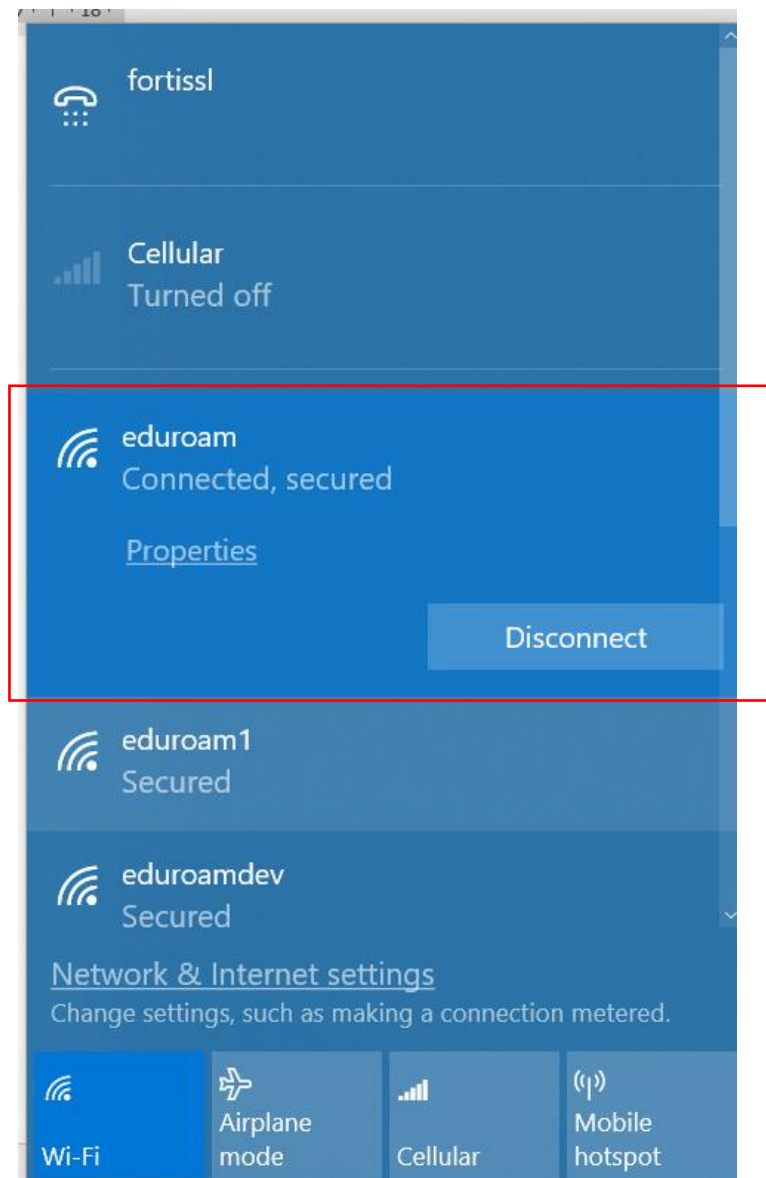 18
fortissl
Cellular
Turned off
eduroam
Connected, secured
Properties
Disconnect
eduroam1
Secured
eduroamdev
Secured
Network & Internet settings
Change settings, such as making a connection metered.
Wi-Fi
Airplane
mode
Cellular
Mobile
hotspot